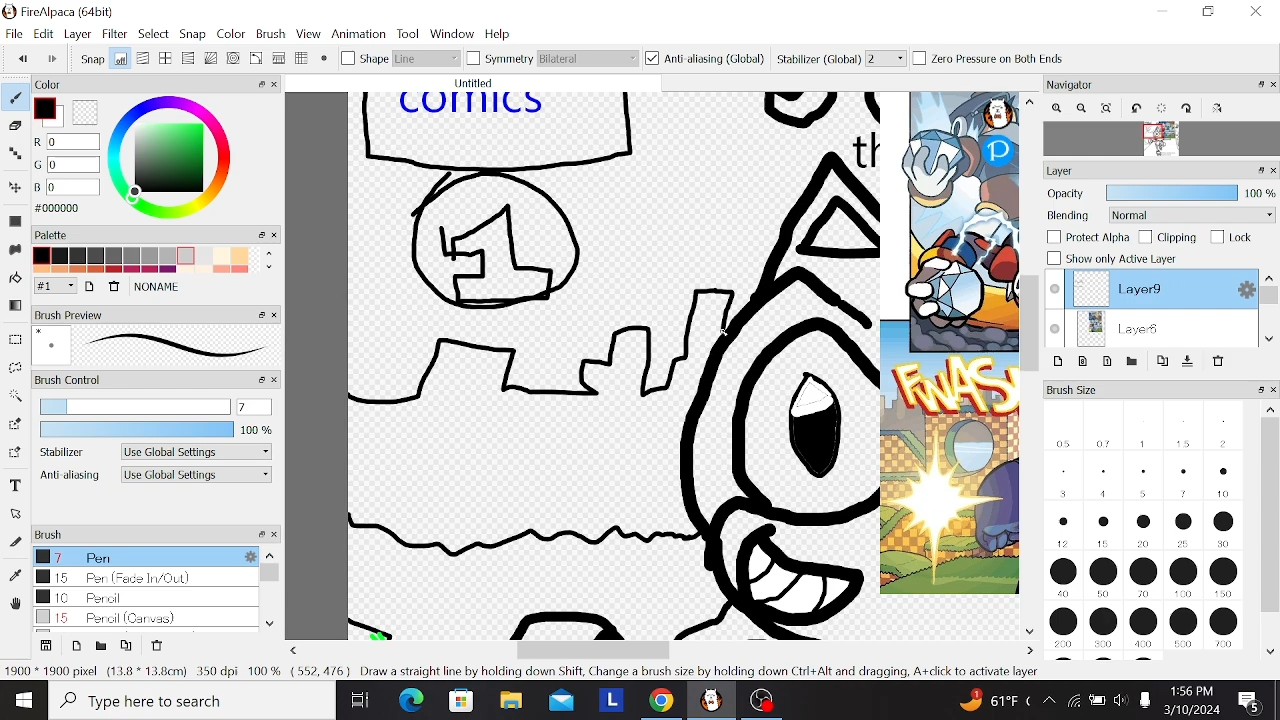 FireAlpaca (64bit)
File Edit Layer Filter Select Snap Color Brush View Animation Tool Window Help
Snap Shape Line Symmetry Bilateral Anti-aliasing (Global) Stabilizer (Global) 2 Zero Pressure on Both Ends
Color
Untitled
Navigator
comics
R 0
G 0
B 0
#000000
th
P
Layer
Opacity 100 %
Blending Normal
Palette
Protect Alpha Clipping Lock
Show only Active Layer
#1 NONAME
1
Layer9
Brush Preview
*
Brush Control
FWAS
Brush Size
7
100 %
0.5 0.7 1 1.5 2
Stabilizer Use Global Settings
Anti-aliasing Use Global Settings
3 4 5 7 10
Brush
12 15 20 25 30
7 Pen
15 Pen (Fade In/Out)
10 Pencil
15 Pencil (Canvas)
40 50 70 100 150
200 300 400 500 700
1900 * 1900 pixel (13.8 * 13.8cm) 350 dpi 100 % ( 552, 476 ) Draw a straight line by holding down Shift, Change a brush size by holding down Ctrl+Alt and dragging, A+click to activate layer
Type here to search
L
1
61°F
1:56 PM
3/10/2024
5